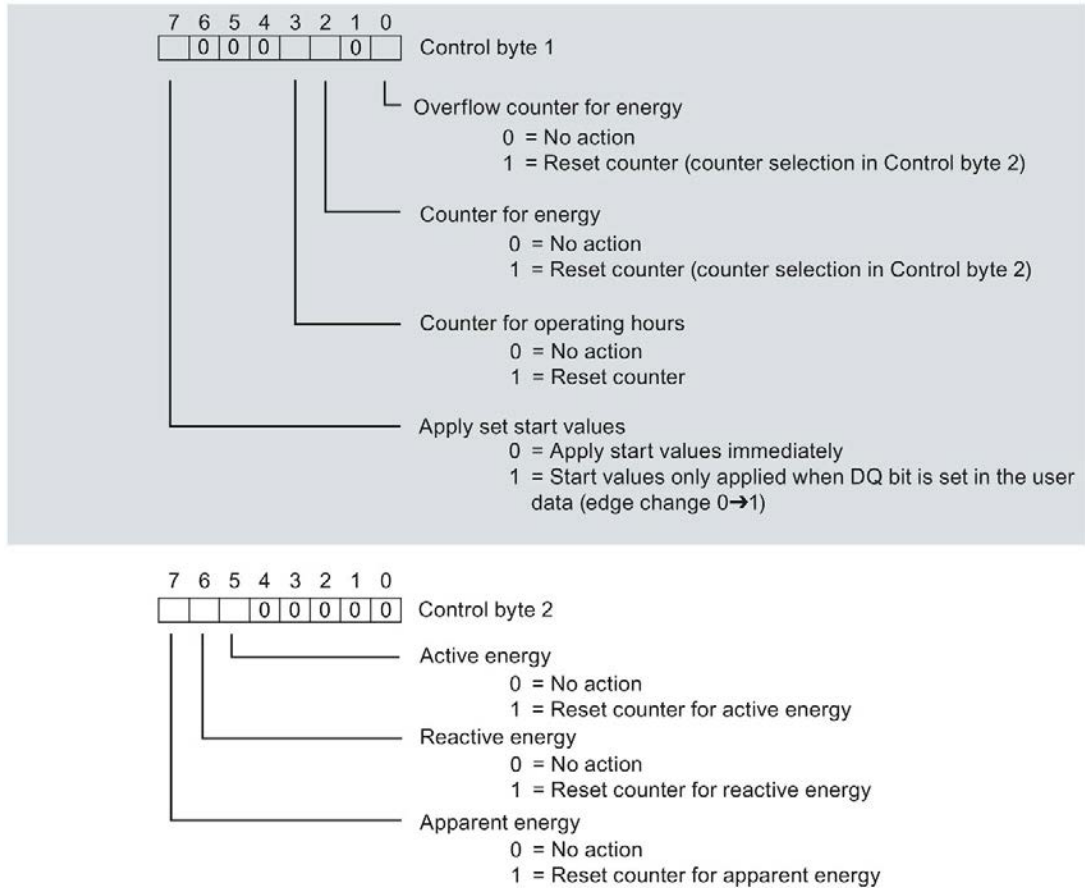 7 6 5 4 3 2 1 0
0 0 0 0 Control byte 1
Overflow counter for energy
0 = No action
1 = Reset counter (counter selection in Control byte 2)
Counter for energy
0 = No action
1 = Reset counter (counter selection in Control byte 2)
Counter for operating hours
0 = No action
1 = Reset counter
Apply set start values
0 = Apply start values immediately
1 = Start values only applied when DQ bit is set in the user
data (edge change 0➔1)
7 6 5 4 3 2 1 0
0 0 0 0 0 Control byte 2
Active energy
0 = No action
1 = Reset counter for active energy
Reactive energy
0 = No action
1 = Reset counter for reactive energy
Apparent energy
0 = No action
1 = Reset counter for apparent energy